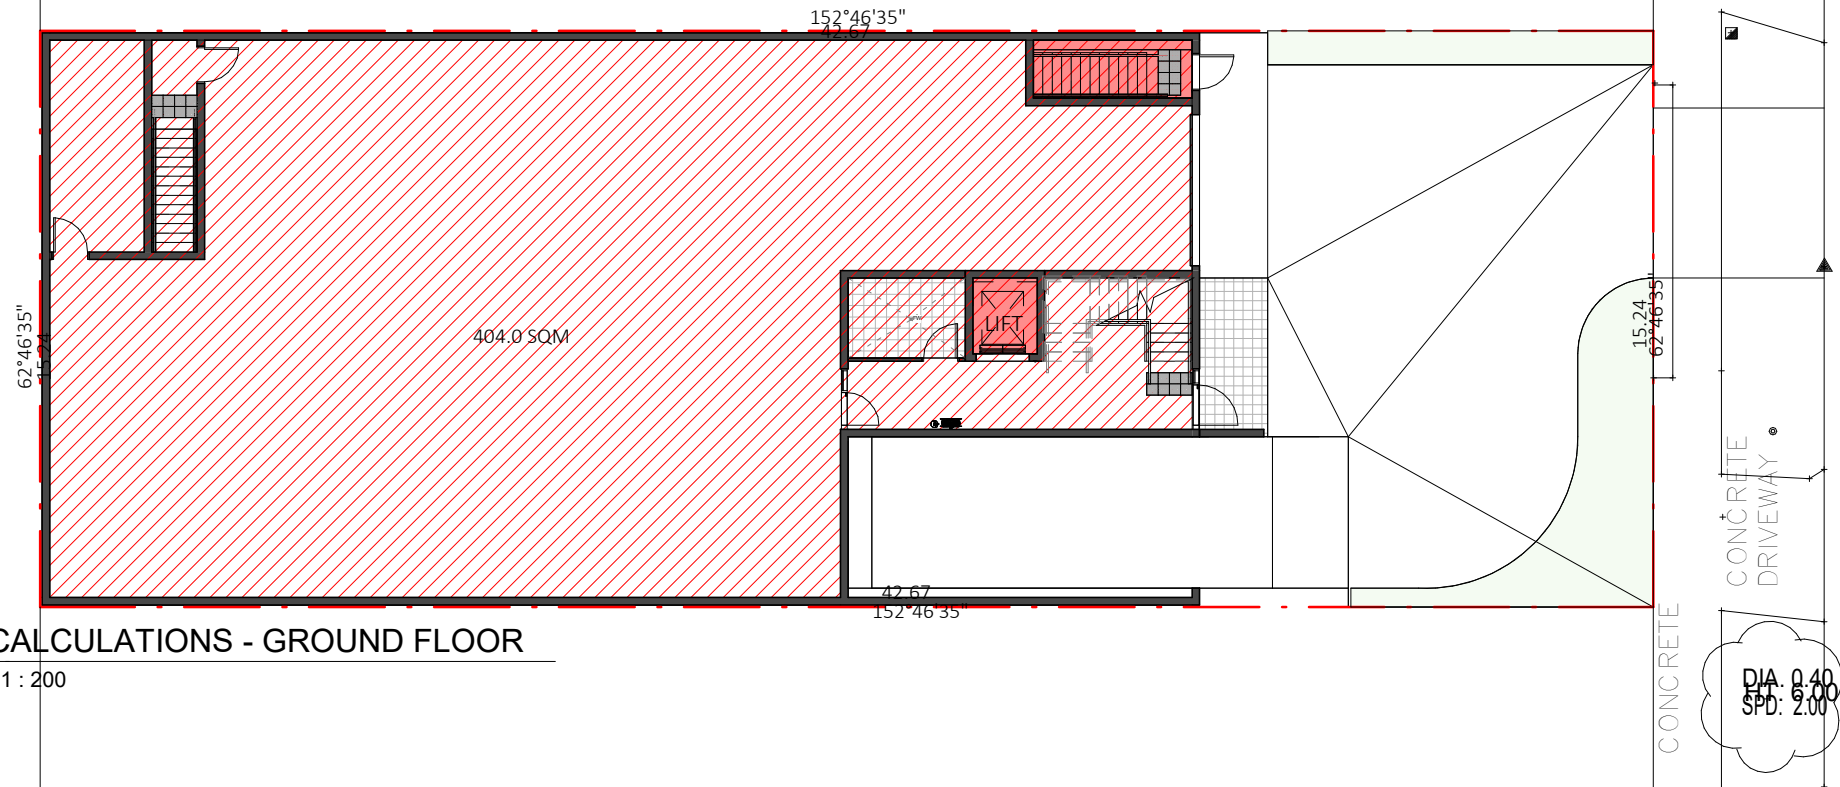 152°46'35"
42.67
404.0 SQM
LIFT
62°46'35"
15.24
15.24
62°46'35"
42.67
152°46'35"
CALCULATIONS - GROUND FLOOR
1 : 200
CONCRETE
DRIVEWAY
CONCRETE
DIA. 0.40
HT. 6.00
SPD: 2.00